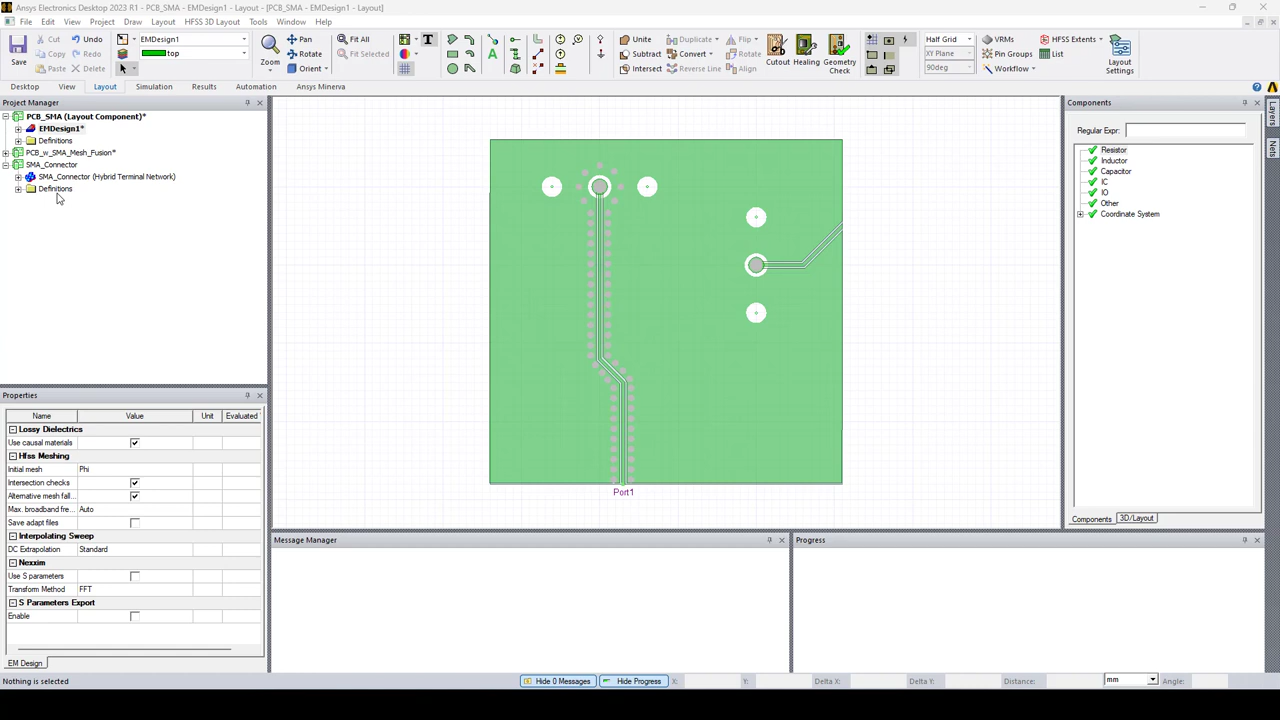 Ansys Electronics Desktop 2023 R1 - Layout - [PCB_SMA - EMDesign1 - Layout]
File Edit View Project Draw Layout HFSS 3D Layout Tools Window Help
Save Cut Copy Paste Undo Redo Delete
EMDesign1
top
Zoom Pan Rotate Orient Fit All Fit Selected
T A
Unite Subtract Intersect
Duplicate Convert Reverse Line
Flip Rotate Align
Cutout Healing Geometry Check
Half Grid
XY Plane
90deg
VRMs Pin Groups Workflow
HFSS Extents List
Layout Settings
Desktop View Layout Simulation Results Automation Ansys Minerva
Project Manager
PCB_SMA (Layout Component)*
EMDesign1*
Definitions
PCB_w_SMA_Mesh_Fusion*
SMA_Connector
SMA_Connector (Hybrid Terminal Network)
Definitions
Properties
Name Value Unit Evaluated
Lossy Dielectrics
Use causal materials
Hfss Meshing
Initial mesh Phi
Intersection checks
Alternative mesh fall...
Max. broadband fre... Auto
Save adapt files
Interpolating Sweep
DC Extrapolation Standard
Nexxim
Use S parameters
Transform Method FFT
S Parameters Export
Enable
EM Design
Port1
Components
Regular Expr:
Resistor
Inductor
Capacitor
IC
IO
Other
Coordinate System
Components 3D/Layout
Layers
Nets
Message Manager
Progress
Nothing is selected
Hide 0 Messages Hide Progress X: Y: Delta X: Delta Y: Distance: mm Angle: